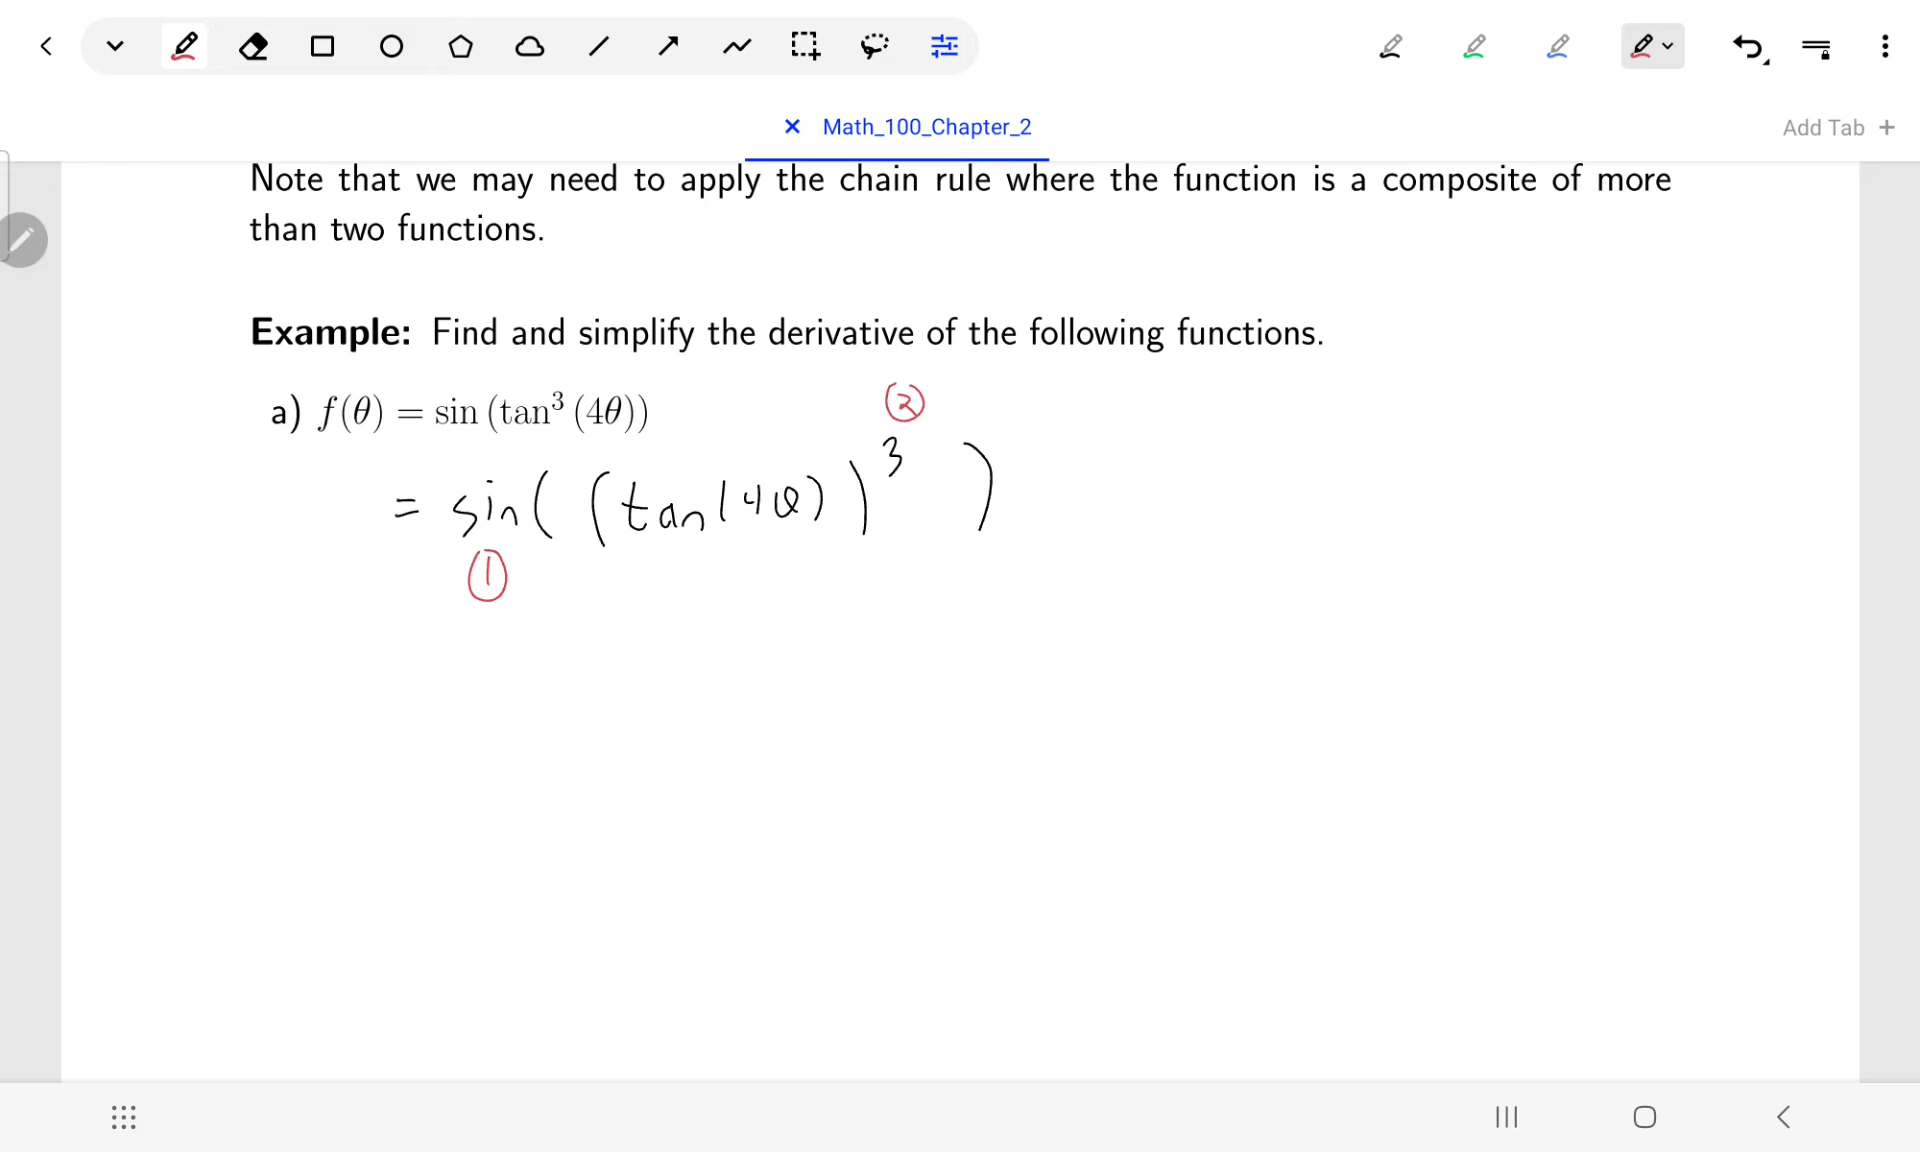 Math_100_Chapter_2
Add Tab +
Note that we may need to apply the chain rule where the function is a composite of more
than two functions.
Example: Find and simplify the derivative of the following functions.
a) f(θ) = sin (tan³ (4θ))
②
= sin( (tan(4θ))³ )
①